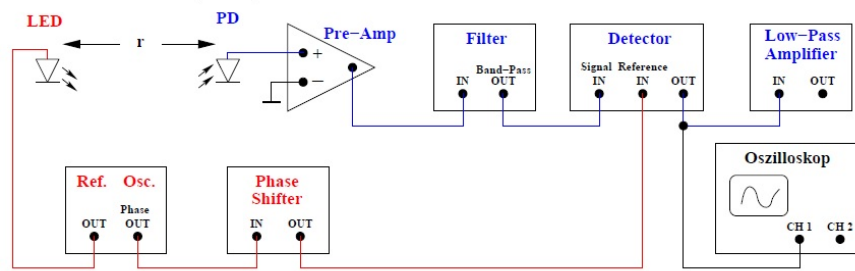 LED
r
PD
+
−
Pre−Amp
Filter
Band−Pass
IN OUT
Detector
Signal Reference
IN IN OUT
Low−Pass
Amplifier
IN OUT
Ref. Osc.
Phase
OUT OUT
Phase
Shifter
IN OUT
Oszilloskop
CH 1 CH 2